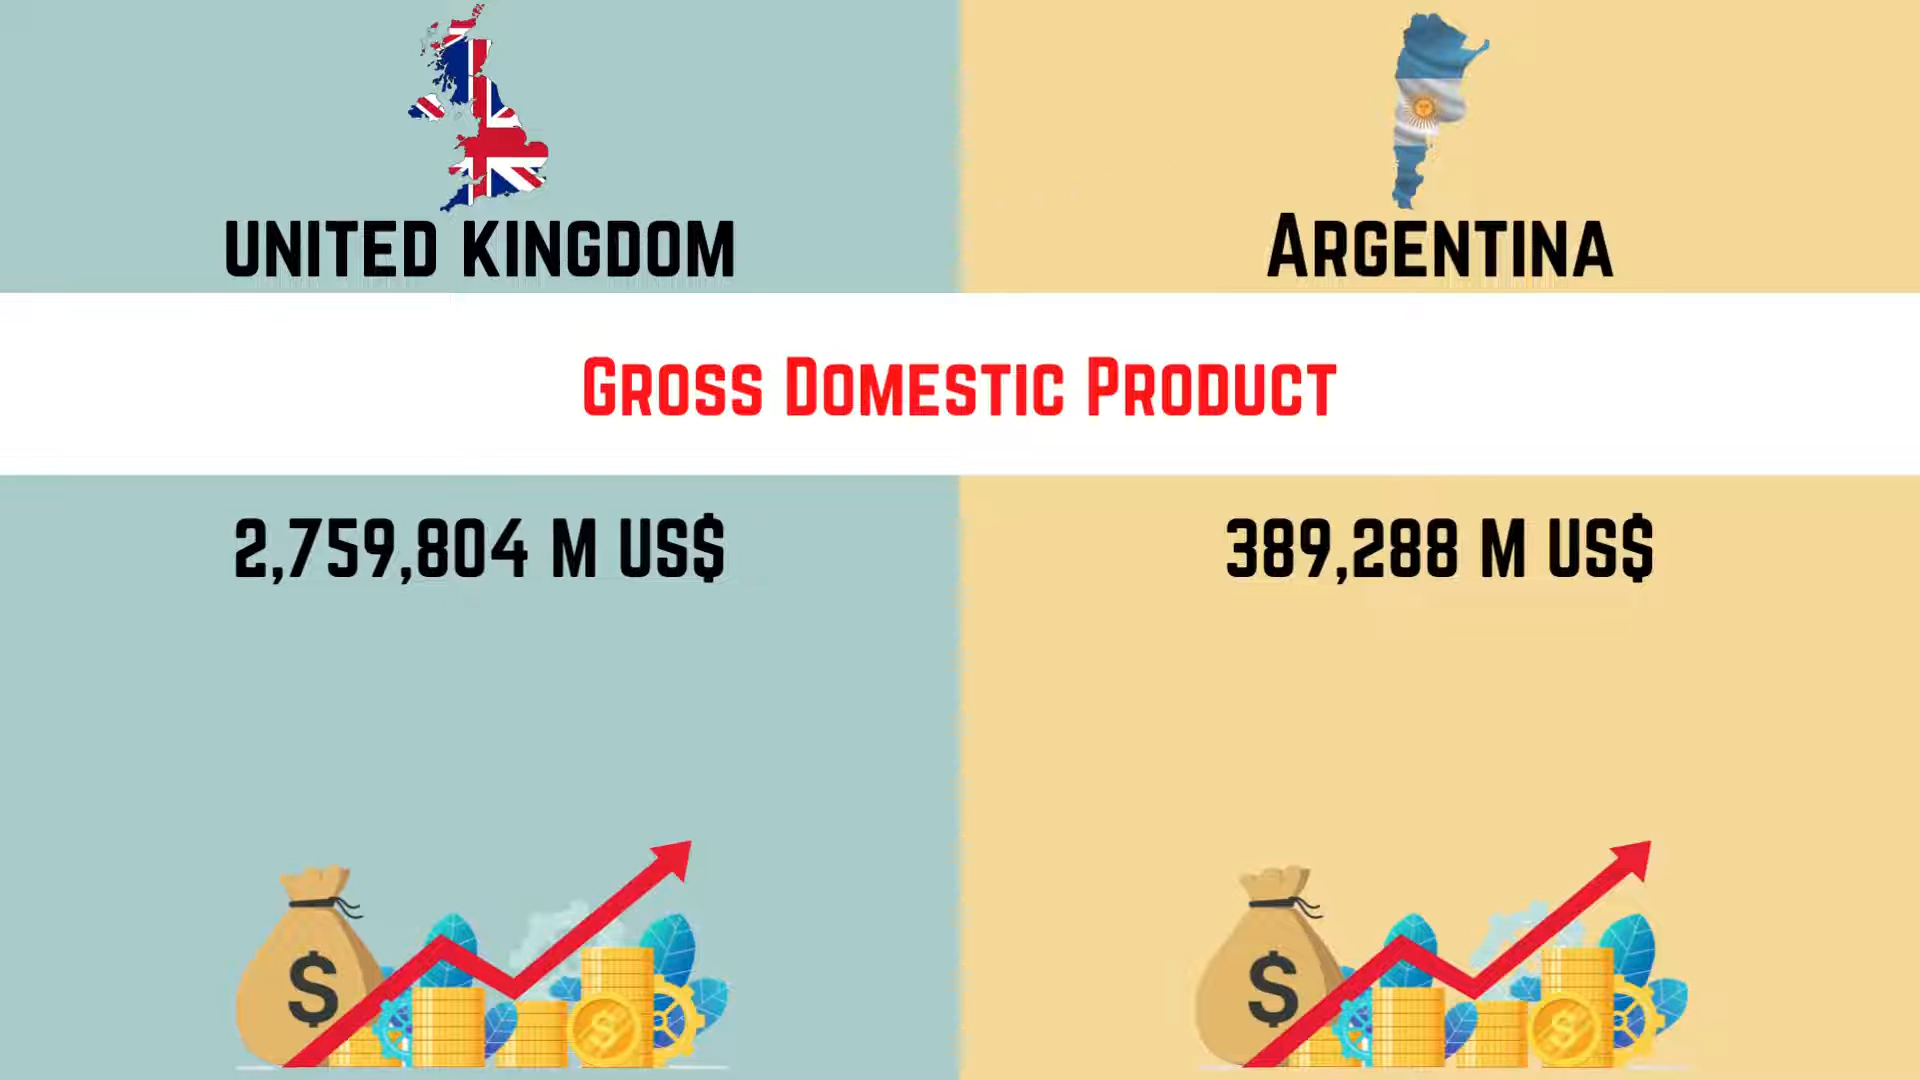 UNITED KINGDOM
ARGENTINA
GROSS DOMESTIC PRODUCT
2,759,804 M US$
389,288 M US$
$
$